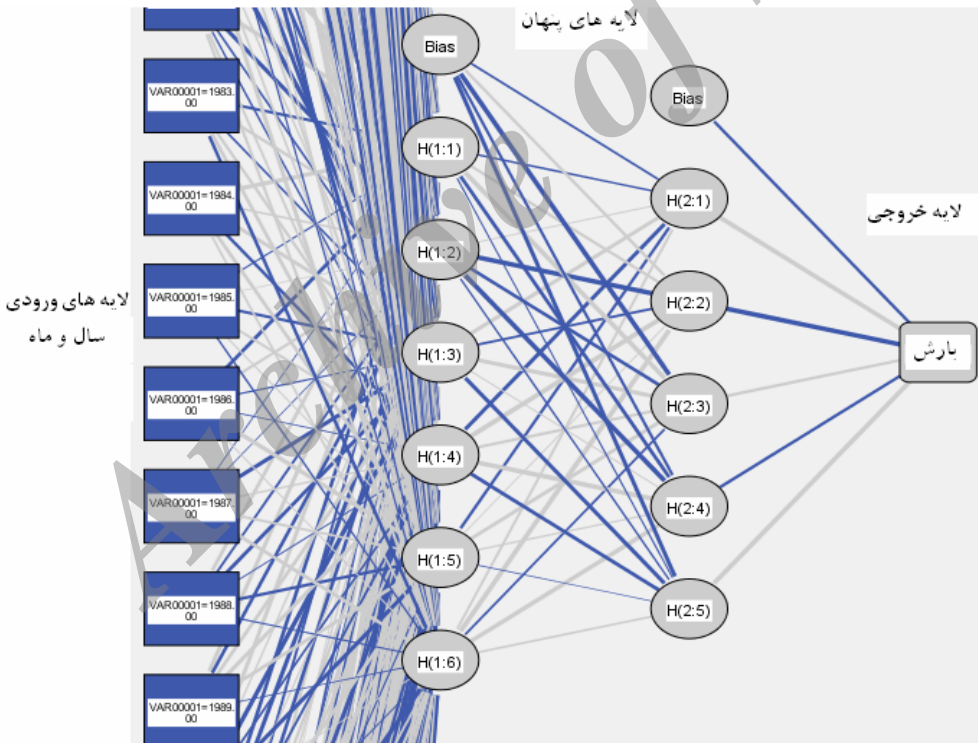 لایه های پنهان
Bias
H(1:1)
H(1:2)
H(1:3)
H(1:4)
H(1:5)
H(1:6)
Bias
H(2:1)
H(2:2)
H(2:3)
H(2:4)
H(2:5)
لایه خروجی
بارش
لایه های ورودی
سال و ماه
VAR00001=1983.
00
VAR00001=1984.
00
VAR00001=1985.
00
VAR00001=1986.
00
VAR00001=1987.
00
VAR00001=1988.
00
VAR00001=1989.
00
Archive of